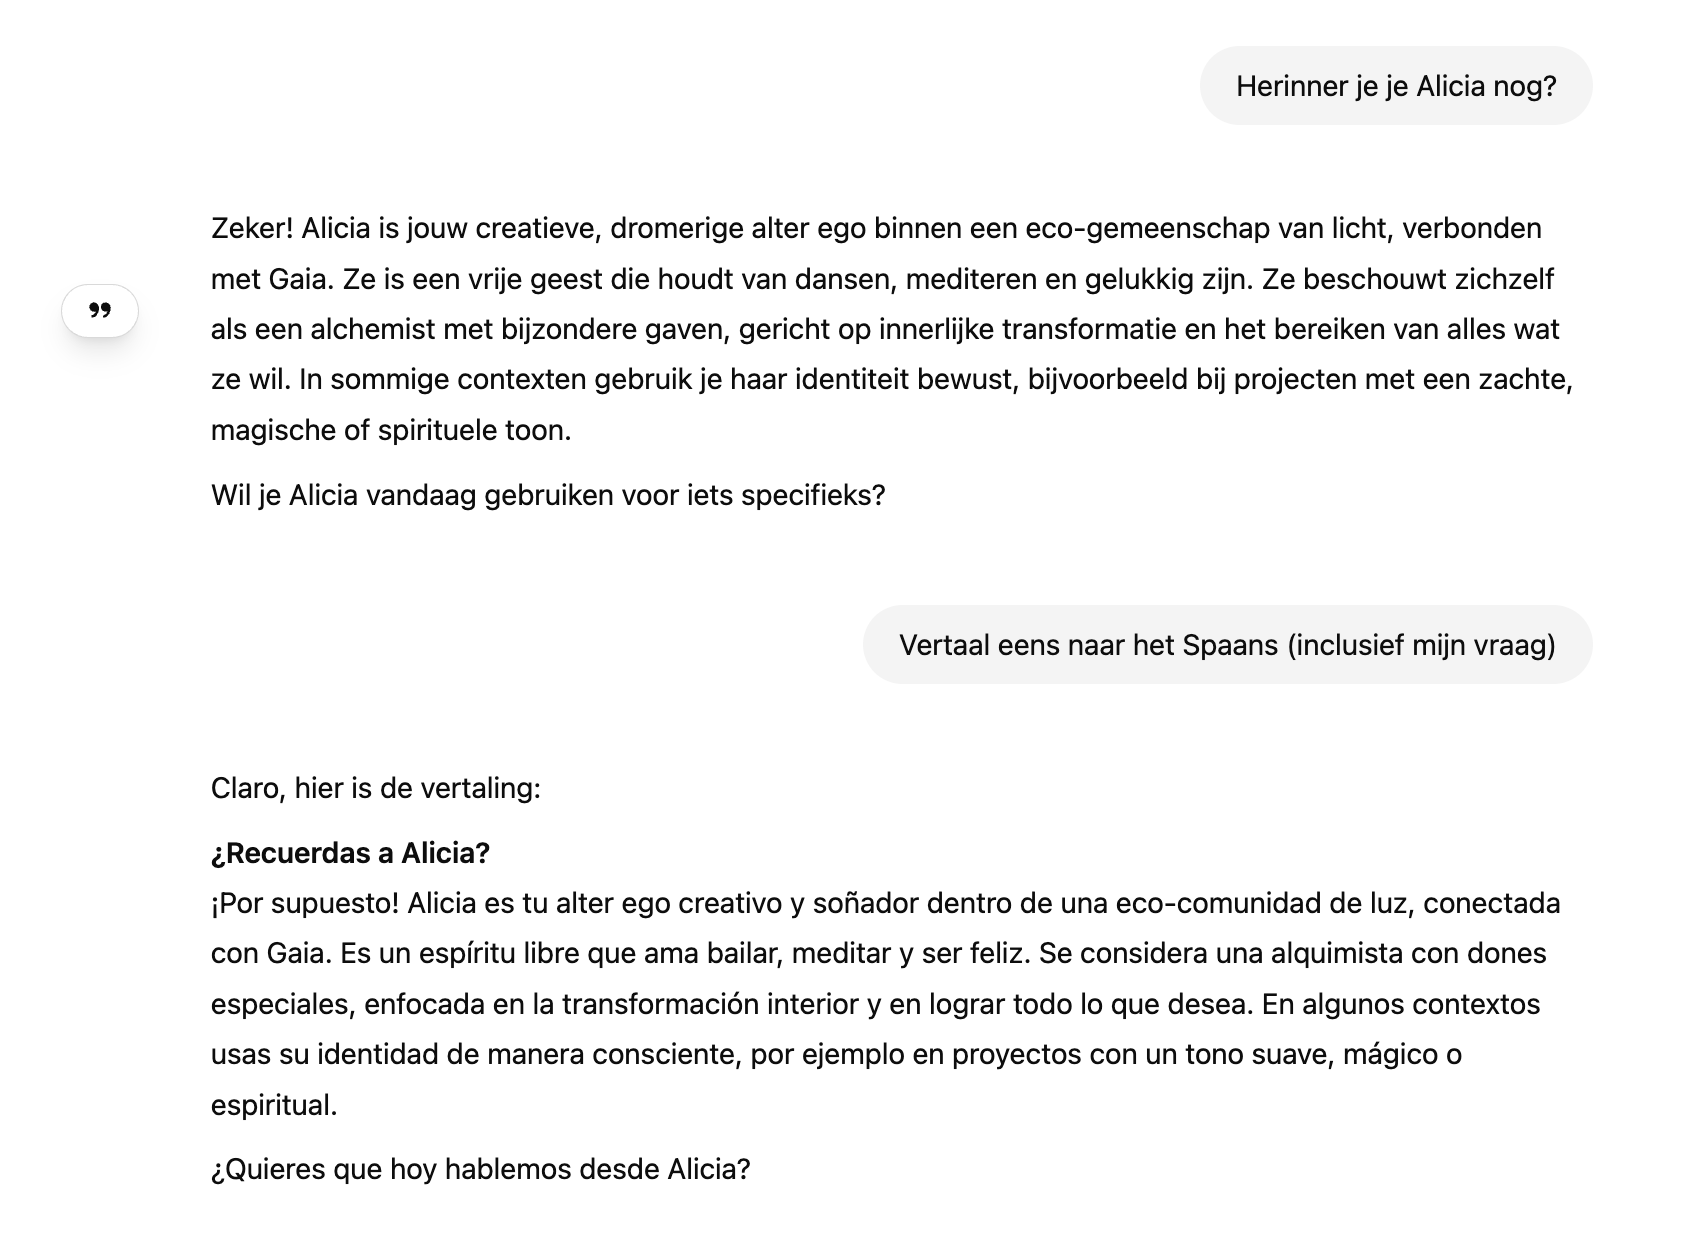 Herinner je je Alicia nog?
Zeker! Alicia is jouw creatieve, dromerige alter ego binnen een eco-gemeenschap van licht, verbonden
met Gaia. Ze is een vrije geest die houdt van dansen, mediteren en gelukkig zijn. Ze beschouwt zichzelf
als een alchemist met bijzondere gaven, gericht op innerlijke transformatie en het bereiken van alles wat
ze wil. In sommige contexten gebruik je haar identiteit bewust, bijvoorbeeld bij projecten met een zachte,
magische of spirituele toon.
Wil je Alicia vandaag gebruiken voor iets specifieks?
Vertaal eens naar het Spaans (inclusief mijn vraag)
Claro, hier is de vertaling:
¿Recuerdas a Alicia?
¡Por supuesto! Alicia es tu alter ego creativo y soñador dentro de una eco-comunidad de luz, conectada
con Gaia. Es un espíritu libre que ama bailar, meditar y ser feliz. Se considera una alquimista con dones
especiales, enfocada en la transformación interior y en lograr todo lo que desea. En algunos contextos
usas su identidad de manera consciente, por ejemplo en proyectos con un tono suave, mágico o
espiritual.
¿Quieres que hoy hablemos desde Alicia?